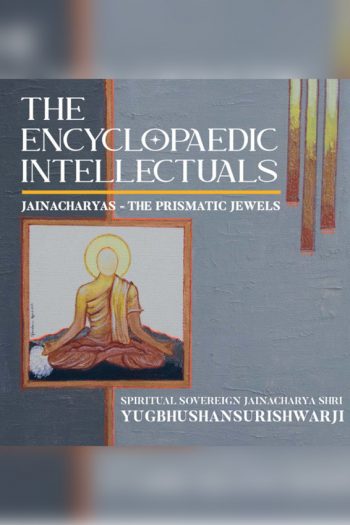 THE
ENCYCLOPAEDIC
INTELLECTUALS
JAINACHARYAS - THE PRISMATIC JEWELS
SPIRITUAL SOVEREIGN JAINACHARYA SHRI
YUGBHUSHANSURISHWARJI